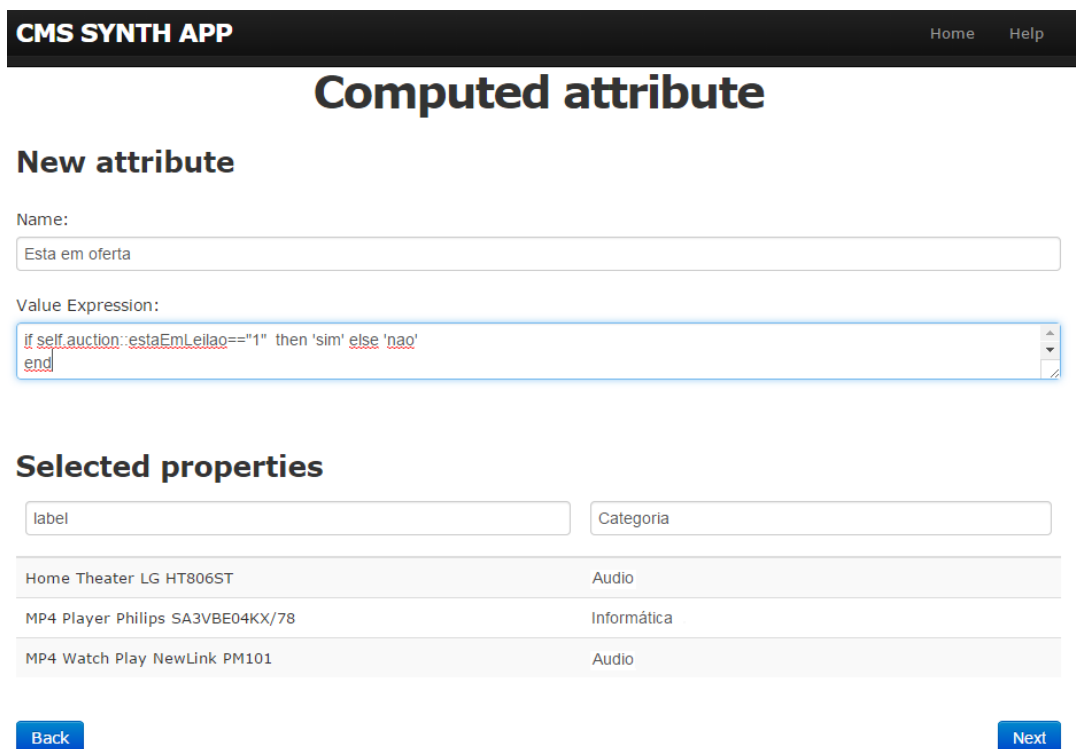 CMS SYNTH APP Home Help
Computed attribute
New attribute
Name:
Esta em oferta
Value Expression:
if self.auction::estaEmLeilao=="1"  then 'sim' else 'nao'
end
Selected properties
label Categoria
Home Theater LG HT806ST Audio
MP4 Player Philips SA3VBE04KX/78 Informática
MP4 Watch Play NewLink PM101 Audio
Back Next